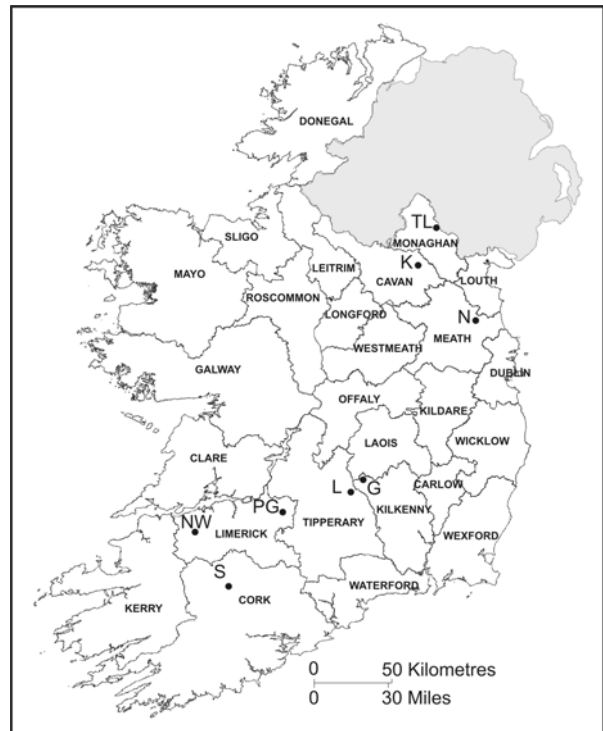 DONEGAL
TL
MONAGHAN
SLIGO
K
LEITRIM
CAVAN
LOUTH
MAYO
ROSCOMMON
LONGFORD
N
MEATH
WESTMEATH
GALWAY
DUBLIN
OFFALY
KILDARE
LAOIS
WICKLOW
CLARE
L
G
CARLOW
KILKENNY
PG
TIPPERARY
NW
LIMERICK
WEXFORD
S
WATERFORD
CORK
KERRY
0 50 Kilometres
0 30 Miles